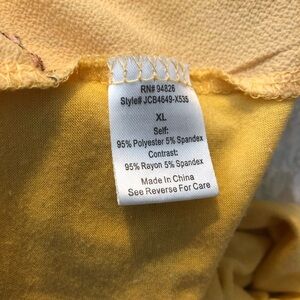 RN# 94826
Style# JCB4649-X535
XL
Self:
95% Polyester 5% Spandex
Contrast:
95% Rayon 5% Spandex
Made in China
See Reverse For Care